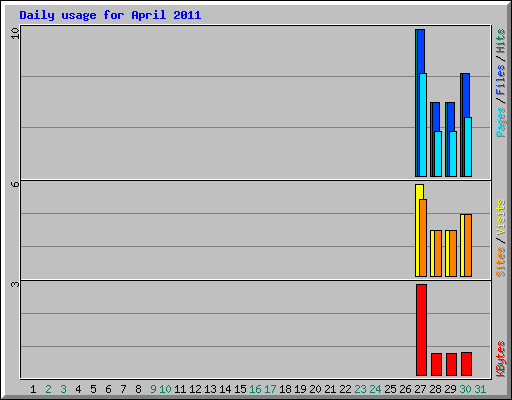 Daily usage for April 2011
10
6
3
Pages / Files / Hits
Sites / Visits
KBytes
1 2 3 4 5 6 7 8 9 10 11 12 13 14 15 16 17 18 19 20 21 22 23 24 25 26 27 28 29 30 31